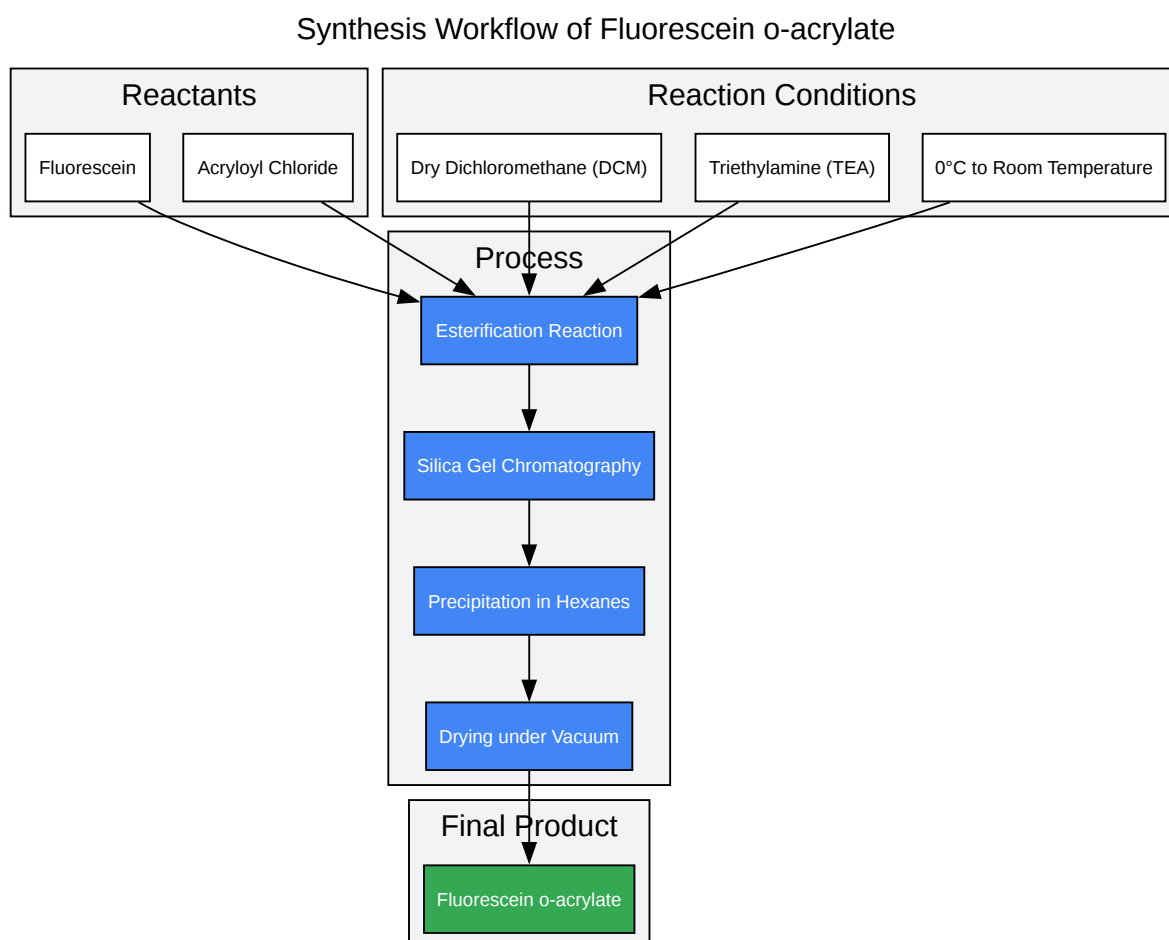 Synthesis Workflow of Fluorescein o-acrylate
Reactants
Reaction Conditions
Fluorescein
Acryloyl Chloride
Dry Dichloromethane (DCM)
Triethylamine (TEA)
0°C to Room Temperature
Process
Esterification Reaction
Silica Gel Chromatography
Precipitation in Hexanes
Drying under Vacuum
Final Product
Fluorescein o-acrylate